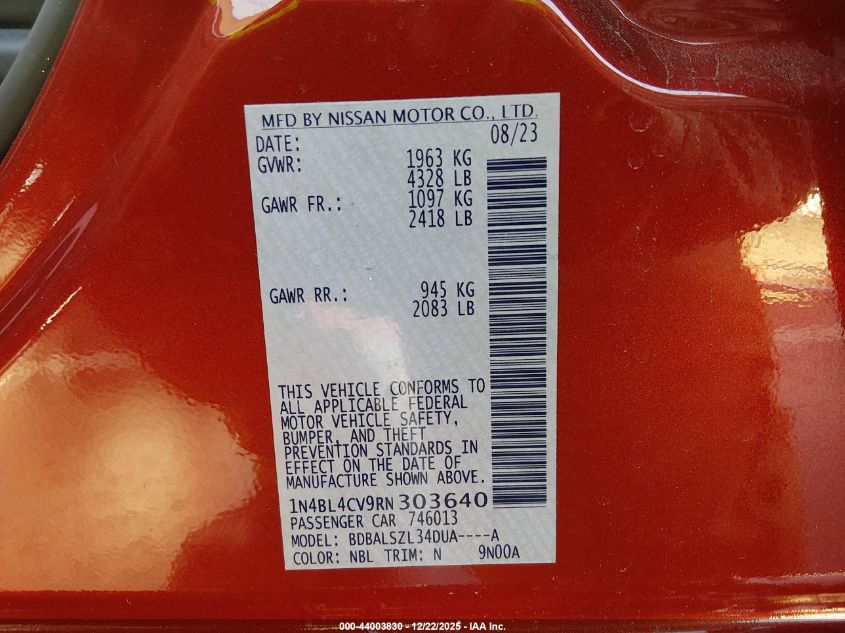 MFD BY NISSAN MOTOR CO., LTD.
DATE: 08/23
GVWR: 1963 KG
4328 LB
GAWR FR.: 1097 KG
2418 LB
GAWR RR.: 945 KG
2083 LB
THIS VEHICLE CONFORMS TO
ALL APPLICABLE FEDERAL
MOTOR VEHICLE SAFETY,
BUMPER, AND THEFT
PREVENTION STANDARDS IN
EFFECT ON THE DATE OF
MANUFACTURE SHOWN ABOVE.
1N4BL4CV9RN303640
PASSENGER CAR 746013
MODEL: BDBALSZL34DUA----A
COLOR: NBL TRIM: N 9N00A
000-44003830 - 12/22/2025 - IAA Inc.